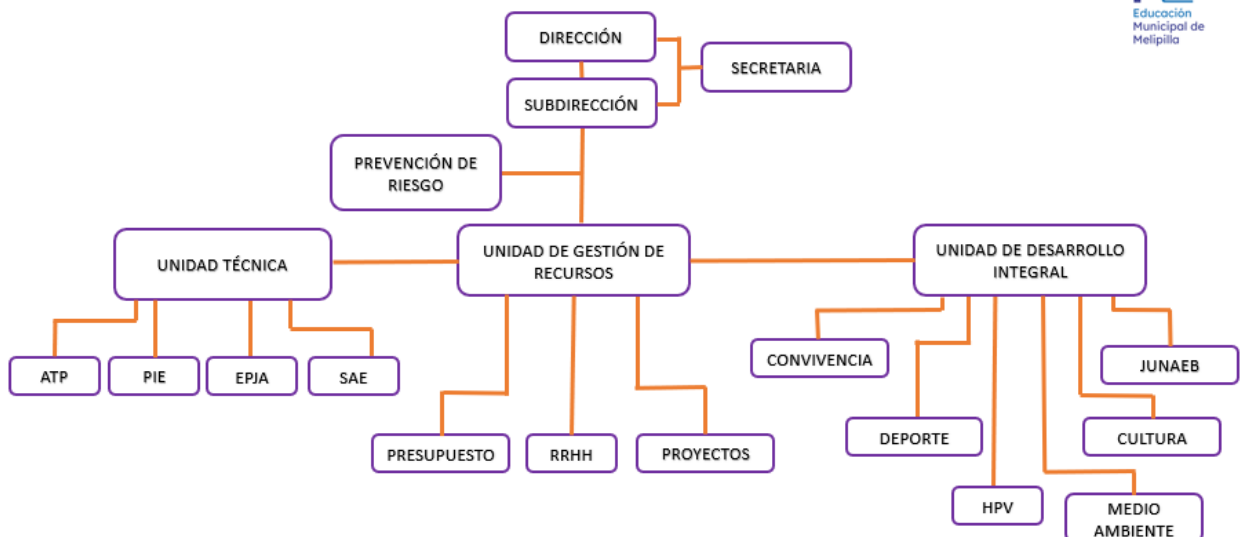 Educación
Municipal de
Melipilla
DIRECCIÓN
SECRETARIA
SUBDIRECCIÓN
PREVENCIÓN DE
RIESGO
UNIDAD TÉCNICA
UNIDAD DE GESTIÓN DE
RECURSOS
UNIDAD DE DESARROLLO
INTEGRAL
ATP
PIE
EPJA
SAE
CONVIVENCIA
JUNAEB
PRESUPUESTO
RRHH
PROYECTOS
DEPORTE
CULTURA
HPV
MEDIO
AMBIENTE